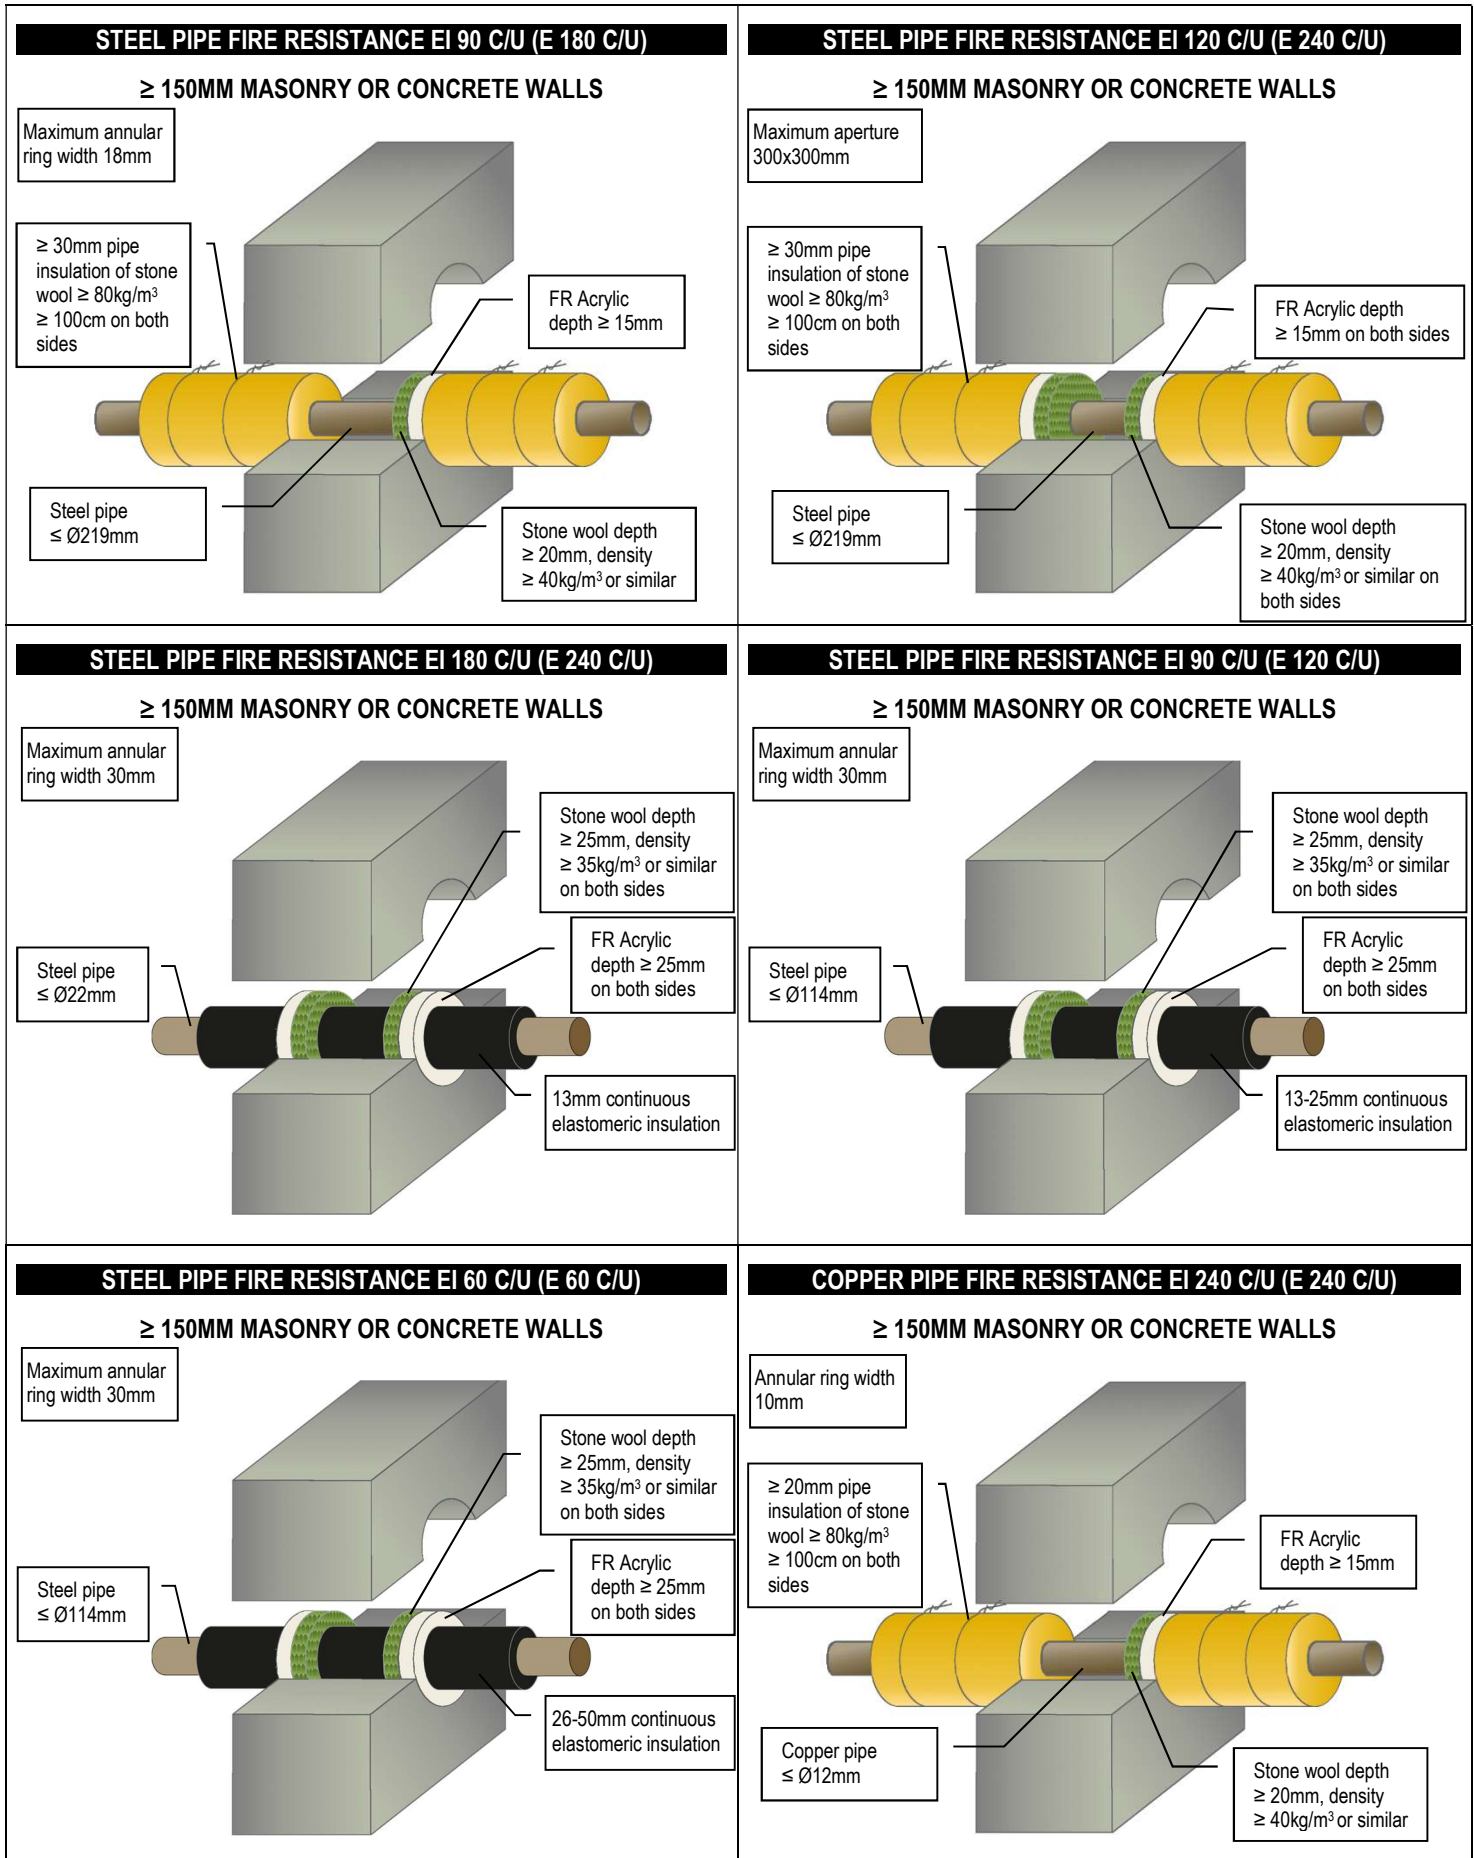 STEEL PIPE FIRE RESISTANCE EI 90 C/U (E 180 C/U)
≥ 150MM MASONRY OR CONCRETE WALLS
Maximum annular
ring width 18mm
≥ 30mm pipe
insulation of stone
wool ≥ 80kg/m³
≥ 100cm on both
sides
FR Acrylic
depth ≥ 15mm
Steel pipe
≤ Ø219mm
Stone wool depth
≥ 20mm, density
≥ 40kg/m³ or similar
STEEL PIPE FIRE RESISTANCE EI 120 C/U (E 240 C/U)
≥ 150MM MASONRY OR CONCRETE WALLS
Maximum aperture
300x300mm
≥ 30mm pipe
insulation of stone
wool ≥ 80kg/m³
≥ 100cm on both
sides
FR Acrylic depth
≥ 15mm on both sides
Steel pipe
≤ Ø219mm
Stone wool depth
≥ 20mm, density
≥ 40kg/m³ or similar on
both sides
STEEL PIPE FIRE RESISTANCE EI 180 C/U (E 240 C/U)
≥ 150MM MASONRY OR CONCRETE WALLS
Maximum annular
ring width 30mm
Stone wool depth
≥ 25mm, density
≥ 35kg/m³ or similar
on both sides
FR Acrylic
depth ≥ 25mm
on both sides
Steel pipe
≤ Ø22mm
13mm continuous
elastomeric insulation
STEEL PIPE FIRE RESISTANCE EI 90 C/U (E 120 C/U)
≥ 150MM MASONRY OR CONCRETE WALLS
Maximum annular
ring width 30mm
Stone wool depth
≥ 25mm, density
≥ 35kg/m³ or similar
on both sides
FR Acrylic
depth ≥ 25mm
on both sides
Steel pipe
≤ Ø114mm
13-25mm continuous
elastomeric insulation
STEEL PIPE FIRE RESISTANCE EI 60 C/U (E 60 C/U)
≥ 150MM MASONRY OR CONCRETE WALLS
Maximum annular
ring width 30mm
Stone wool depth
≥ 25mm, density
≥ 35kg/m³ or similar
on both sides
FR Acrylic
depth ≥ 25mm
on both sides
Steel pipe
≤ Ø114mm
26-50mm continuous
elastomeric insulation
COPPER PIPE FIRE RESISTANCE EI 240 C/U (E 240 C/U)
≥ 150MM MASONRY OR CONCRETE WALLS
Annular ring width
10mm
≥ 20mm pipe
insulation of stone
wool ≥ 80kg/m³
≥ 100cm on both
sides
FR Acrylic
depth ≥ 15mm
Copper pipe
≤ Ø12mm
Stone wool depth
≥ 20mm, density
≥ 40kg/m³ or similar